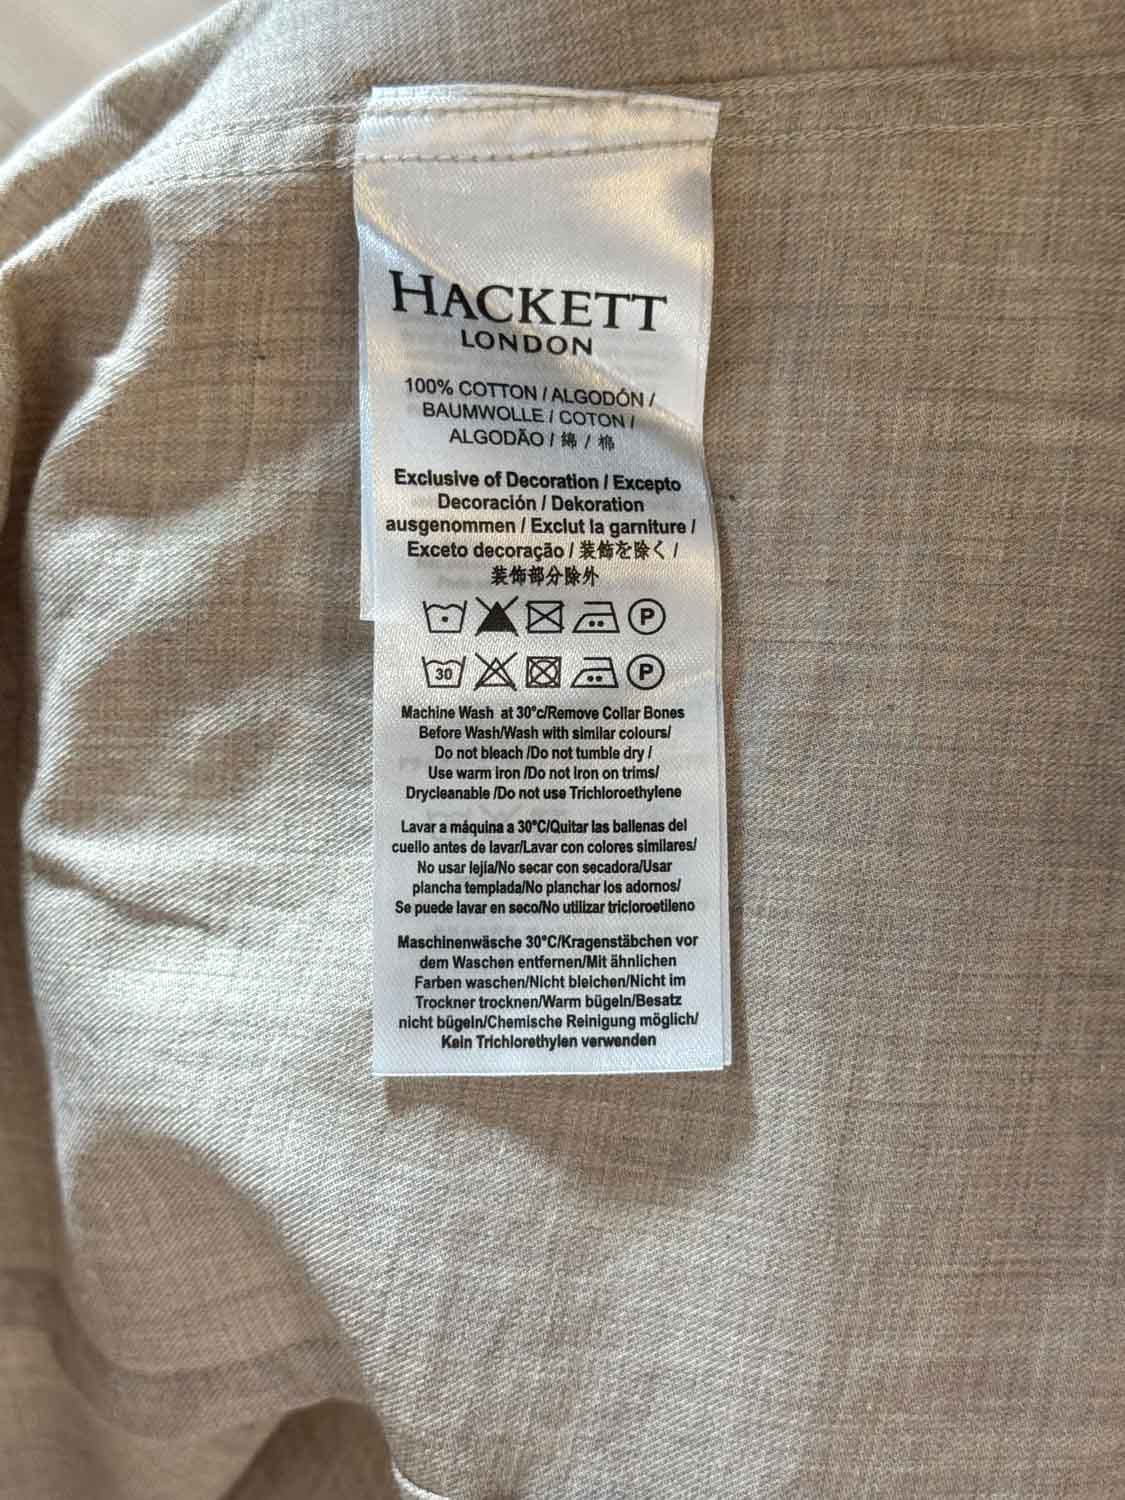 HACKETT
LONDON
100% COTTON / ALGODÓN /
BAUMWOLLE / COTON /
ALGODÃO / 綿 / 棉
Exclusive of Decoration / Excepto
Decoración / Dekoration
ausgenommen / Exclut la garniture /
Exceto decoração / 装飾を除く /
装饰部分除外
P
30 P
Machine Wash at 30°c/Remove Collar Bones
Before Wash/Wash with similar colours/
Do not bleach /Do not tumble dry /
Use warm iron /Do not iron on trims/
Drycleanable /Do not use Trichloroethylene
Lavar a máquina a 30°C/Quitar las ballenas del
cuello antes de lavar/Lavar con colores similares/
No usar lejía/No secar con secadora/Usar
plancha templada/No planchar los adornos/
Se puede lavar en seco/No utilizar tricloroetileno
Maschinenwäsche 30°C/Kragenstäbchen vor
dem Waschen entfernen/Mit ähnlichen
Farben waschen/Nicht bleichen/Nicht im
Trockner trocknen/Warm bügeln/Besatz
nicht bügeln/Chemische Reinigung möglich/
Kein Trichlorethylen verwenden